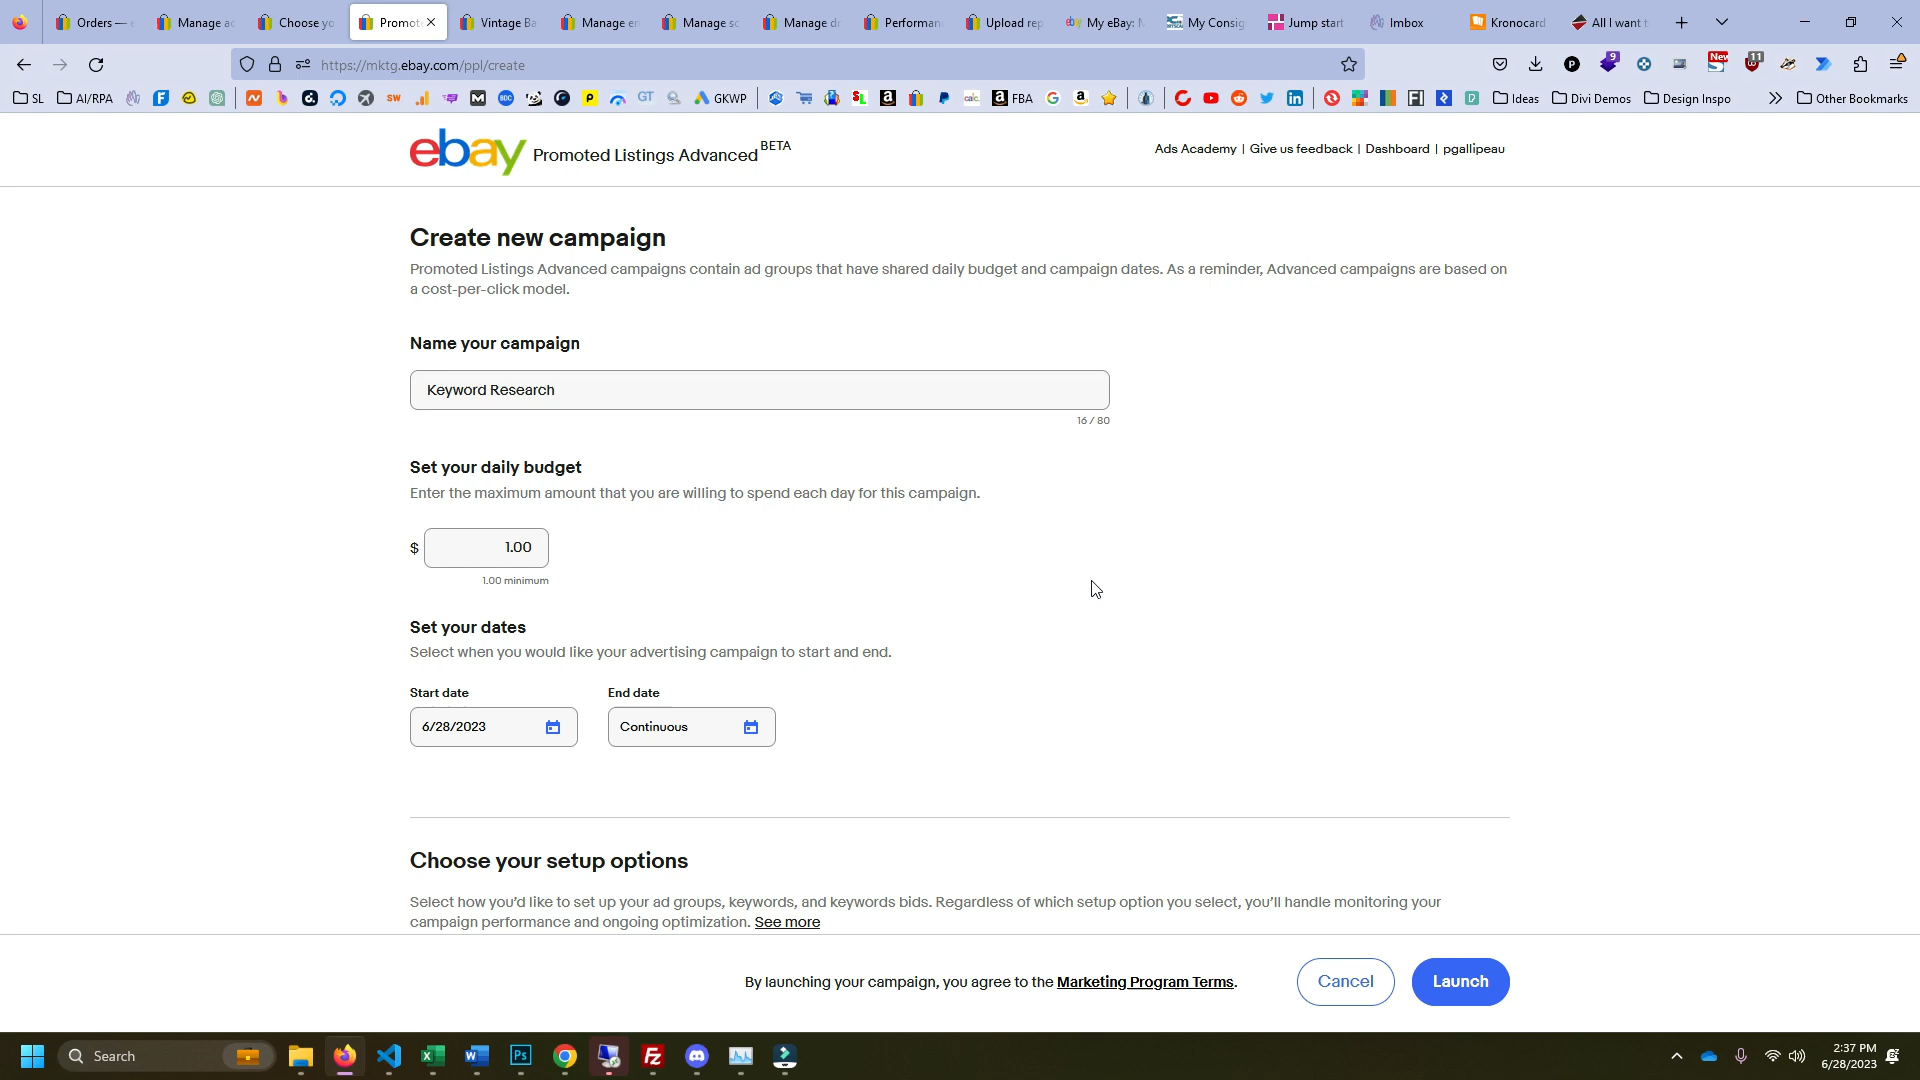 Orders —
Manage ac
Choose yo
Promot
Vintage Ba
Manage en
Manage sc
Manage dr
Performan
Upload rep
ebay My eBay: M
My Consig
Jump start
Inbox
Kronocard
All I want t
https://mktg.ebay.com/ppl/create
P
9
New
11
SL
AI/RPA
SW
GT
GKWP
FBA
Ideas
Divi Demos
Design Inspo
Other Bookmarks
ebay Promoted Listings Advanced BETA
Ads Academy | Give us feedback | Dashboard | pgallipeau
Create new campaign
Promoted Listings Advanced campaigns contain ad groups that have shared daily budget and campaign dates. As a reminder, Advanced campaigns are based on
a cost-per-click model.
Name your campaign
Keyword Research
16 / 80
Set your daily budget
Enter the maximum amount that you are willing to spend each day for this campaign.
$ 1.00
1.00 minimum
Set your dates
Select when you would like your advertising campaign to start and end.
Start date
End date
6/28/2023
Continuous
Choose your setup options
Select how you'd like to set up your ad groups, keywords, and keywords bids. Regardless of which setup option you select, you'll handle monitoring your
campaign performance and ongoing optimization. See more
By launching your campaign, you agree to the Marketing Program Terms.
Cancel
Launch
Search
Ps
Fz
2:37 PM
6/28/2023